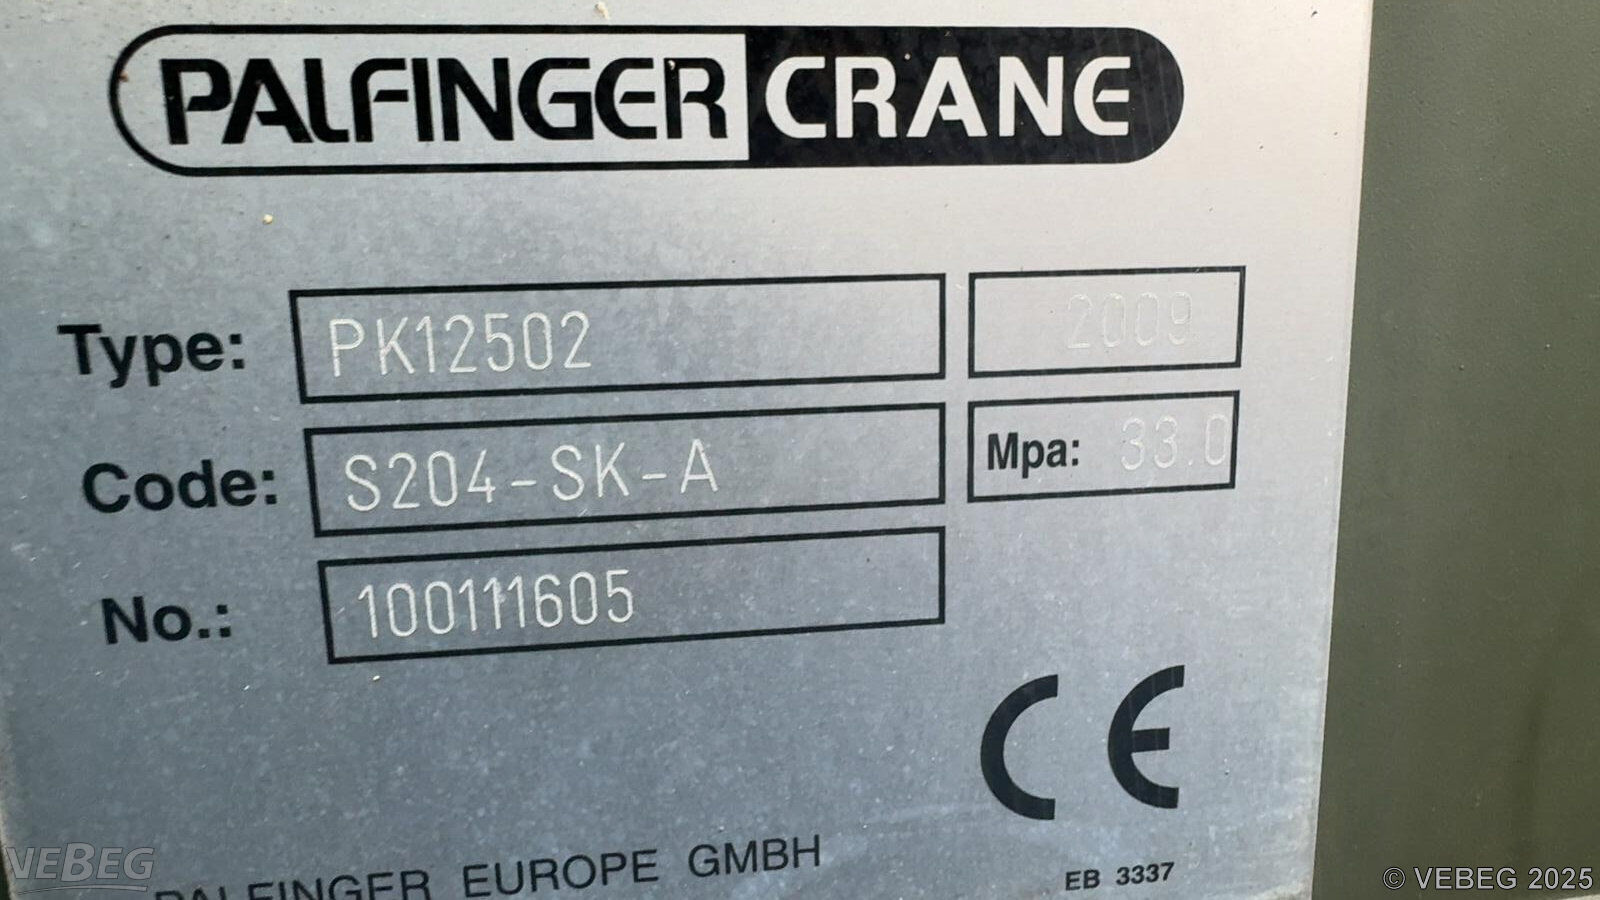 PALFINGER CRANE
Type: PK12502 2009
Code: S204-SK-A Mpa: 33.0
No.: 100111605
CE
PALFINGER EUROPE GMBH
EB 3337
VEBEG
© VEBEG 2025